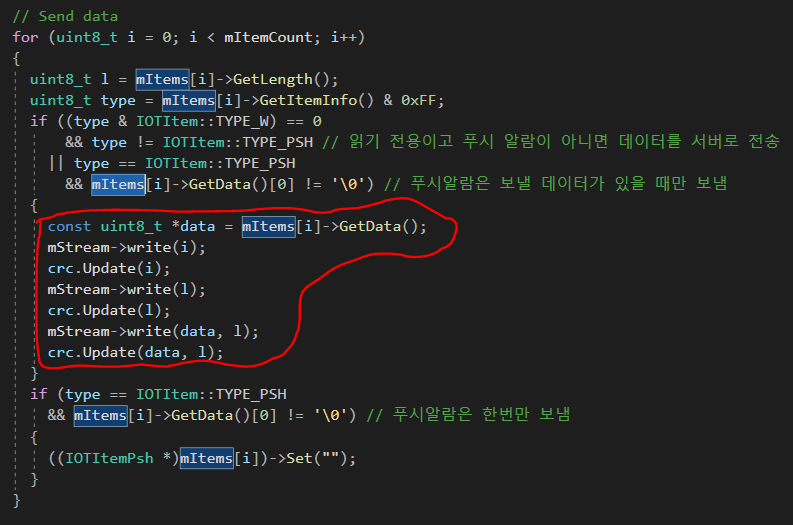 // Send data
for (uint8_t i = 0; i < mItemCount; i++)
{
uint8_t l = mItems[i]->GetLength();
uint8_t type = mItems[i]->GetItemInfo() & 0xFF;
if ((type & IOTItem::TYPE_W) == 0
&& type != IOTItem::TYPE_PSH // 읽기 전용이고 푸시 알람이 아니면 데이터를 서버로 전송
|| type == IOTItem::TYPE_PSH
&& mItems[i]->GetData()[0] != '\0') // 푸시알람은 보낼 데이터가 있을 때만 보냄
{
const uint8_t *data = mItems[i]->GetData();
mStream->write(i);
crc.Update(i);
mStream->write(l);
crc.Update(l);
mStream->write(data, l);
crc.Update(data, l);
}
if (type == IOTItem::TYPE_PSH
&& mItems[i]->GetData()[0] != '\0') // 푸시알람은 한번만 보냄
{
((IOTItemPsh *)mItems[i])->Set("");
}
}